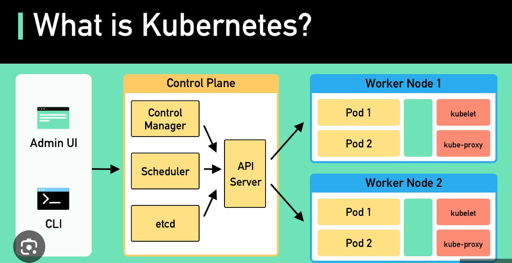 What is Kubernetes?
Admin UI
CLI
Control Plane
Control
Manager
Scheduler
etcd
API
Server
Worker Node 1
Pod 1
Pod 2
kubelet
kube-proxy
Worker Node 2
Pod 1
Pod 2
kubelet
kube-proxy